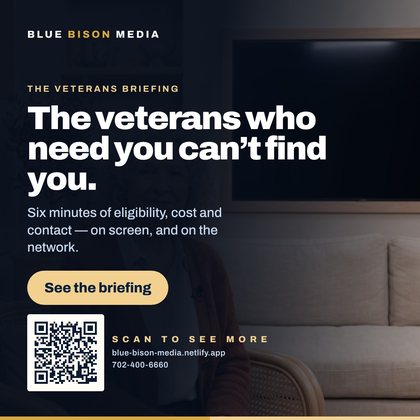 BLUE BISON MEDIA
THE VETERANS BRIEFING
The veterans who
need you can’t find
you.
Six minutes of eligibility, cost and
contact — on screen, and on the
network.
See the briefing
SCAN TO SEE MORE
blue-bison-media.netlify.app
702-400-6660